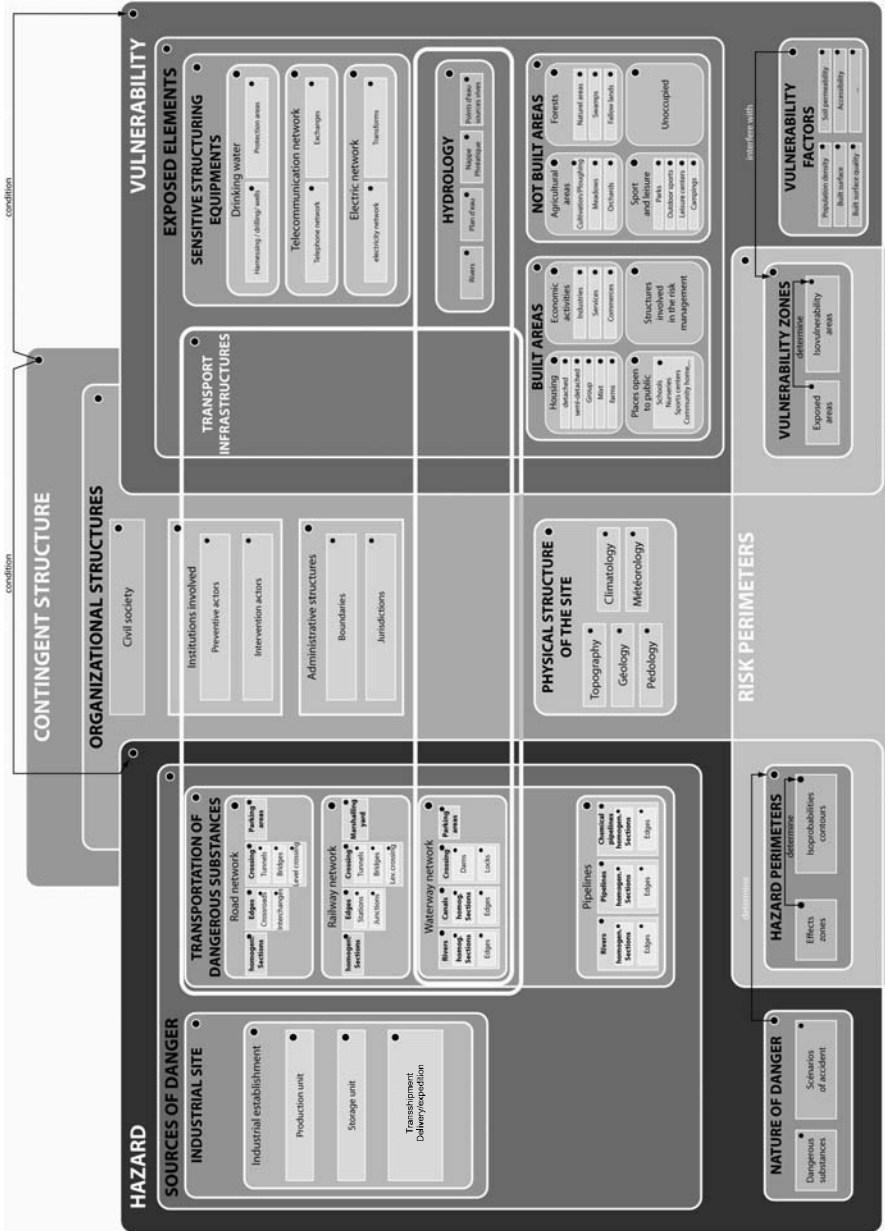 condition
condition
CONTINGENT STRUCTURE
ORGANIZATIONAL STRUCTURES
Civil society
Institutions involved
Preventive actors
Intervention actors
Administrative structures
Boundaries
Jurisdictions
PHYSICAL STRUCTURE
OF THE SITE
Topography
Climatology
Géology
Météorology
Pédology
HAZARD
SOURCES OF DANGER
INDUSTRIAL SITE
Industrial establishment
Production unit
Storage unit
Transshipment
Delivery/expedition
TRANSPORTATION OF
DANGEROUS SUBSTANCES
Road network
homogen.
Sections
Edges
Crossroads
Interchanges
Crossing
Tunnels
Bridges
Level crossing
Parking
areas
Railway network
homogen.
Sections
Edges
Stations
Junctions
Crossing
Tunnels
Bridges
Lev. crossing
Marshalling
yard
Waterway network
Rivers
homog.
Sections
Edges
Canals
homog.
Sections
Edges
Crossing
Dams
Locks
Parking
areas
Pipelines
Rivers
homogen.
Sections
Edges
Pipelines
homogen.
Sections
Edges
Chemical
pipelines
homogen.
Sections
Edges
NATURE OF DANGER
Dangerous
substances
Scénarios
of accident
determine
HAZARD PERIMETERS
determine
Effects
zones
Isoprobabilities
contours
RISK PERIMETERS
VULNERABILITY
EXPOSED ELEMENTS
TRANSPORT
INFRASTRUCTURES
SENSITIVE STRUCTURING
EQUIPMENTS
Drinking water
Harnessing / drilling/ wells
Protection areas
Telecommunication network
Telephone network
Exchanges
Electric network
electricity network
Transforms
HYDROLOGY
Rivers
Plan d'eau
Nappe
Phréatique
Points d'eau
sources vives
BUILT AREAS
Housing
detached
semi-detached
Group
Mixt
farms
Economic
activities
Industries
Services
Commerces
Places open
to public
Schools
Nurseries
Sports centers
Community home,..
Structures
involved
in the risk
management
NOT BUILT AREAS
Agricultural
areas
Cultivation/Ploughing
Meadows
Orchards
Forests
Naturel areas
Swamps
Fallow lands
Sport
and leisure
Parks
Outdoor sports
Leisure centers
Campings
Unoccupied
VULNERABILITY ZONES
determine
Exposed
areas
Isovulnerability
areas
interfere with
VULNERABILITY
FACTORS
Population density
Built surface
Built surface quality
Soil permeability
Accessibility
...